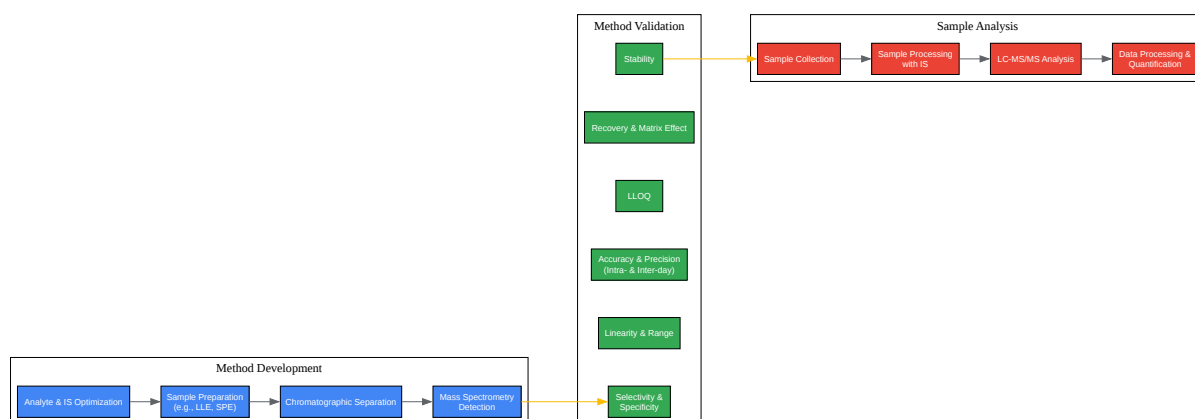 Method Validation
Stability
Recovery & Matrix Effect
LLOQ
Accuracy & Precision
(Intra- & Inter-day)
Linearity & Range
Selectivity &
Specificity
Sample Analysis
Sample Collection
Sample Processing
with IS
LC-MS/MS Analysis
Data Processing &
Quantification
Method Development
Analyte & IS Optimization
Sample Preparation
(e.g., LLE, SPE)
Chromatographic Separation
Mass Spectrometry
Detection